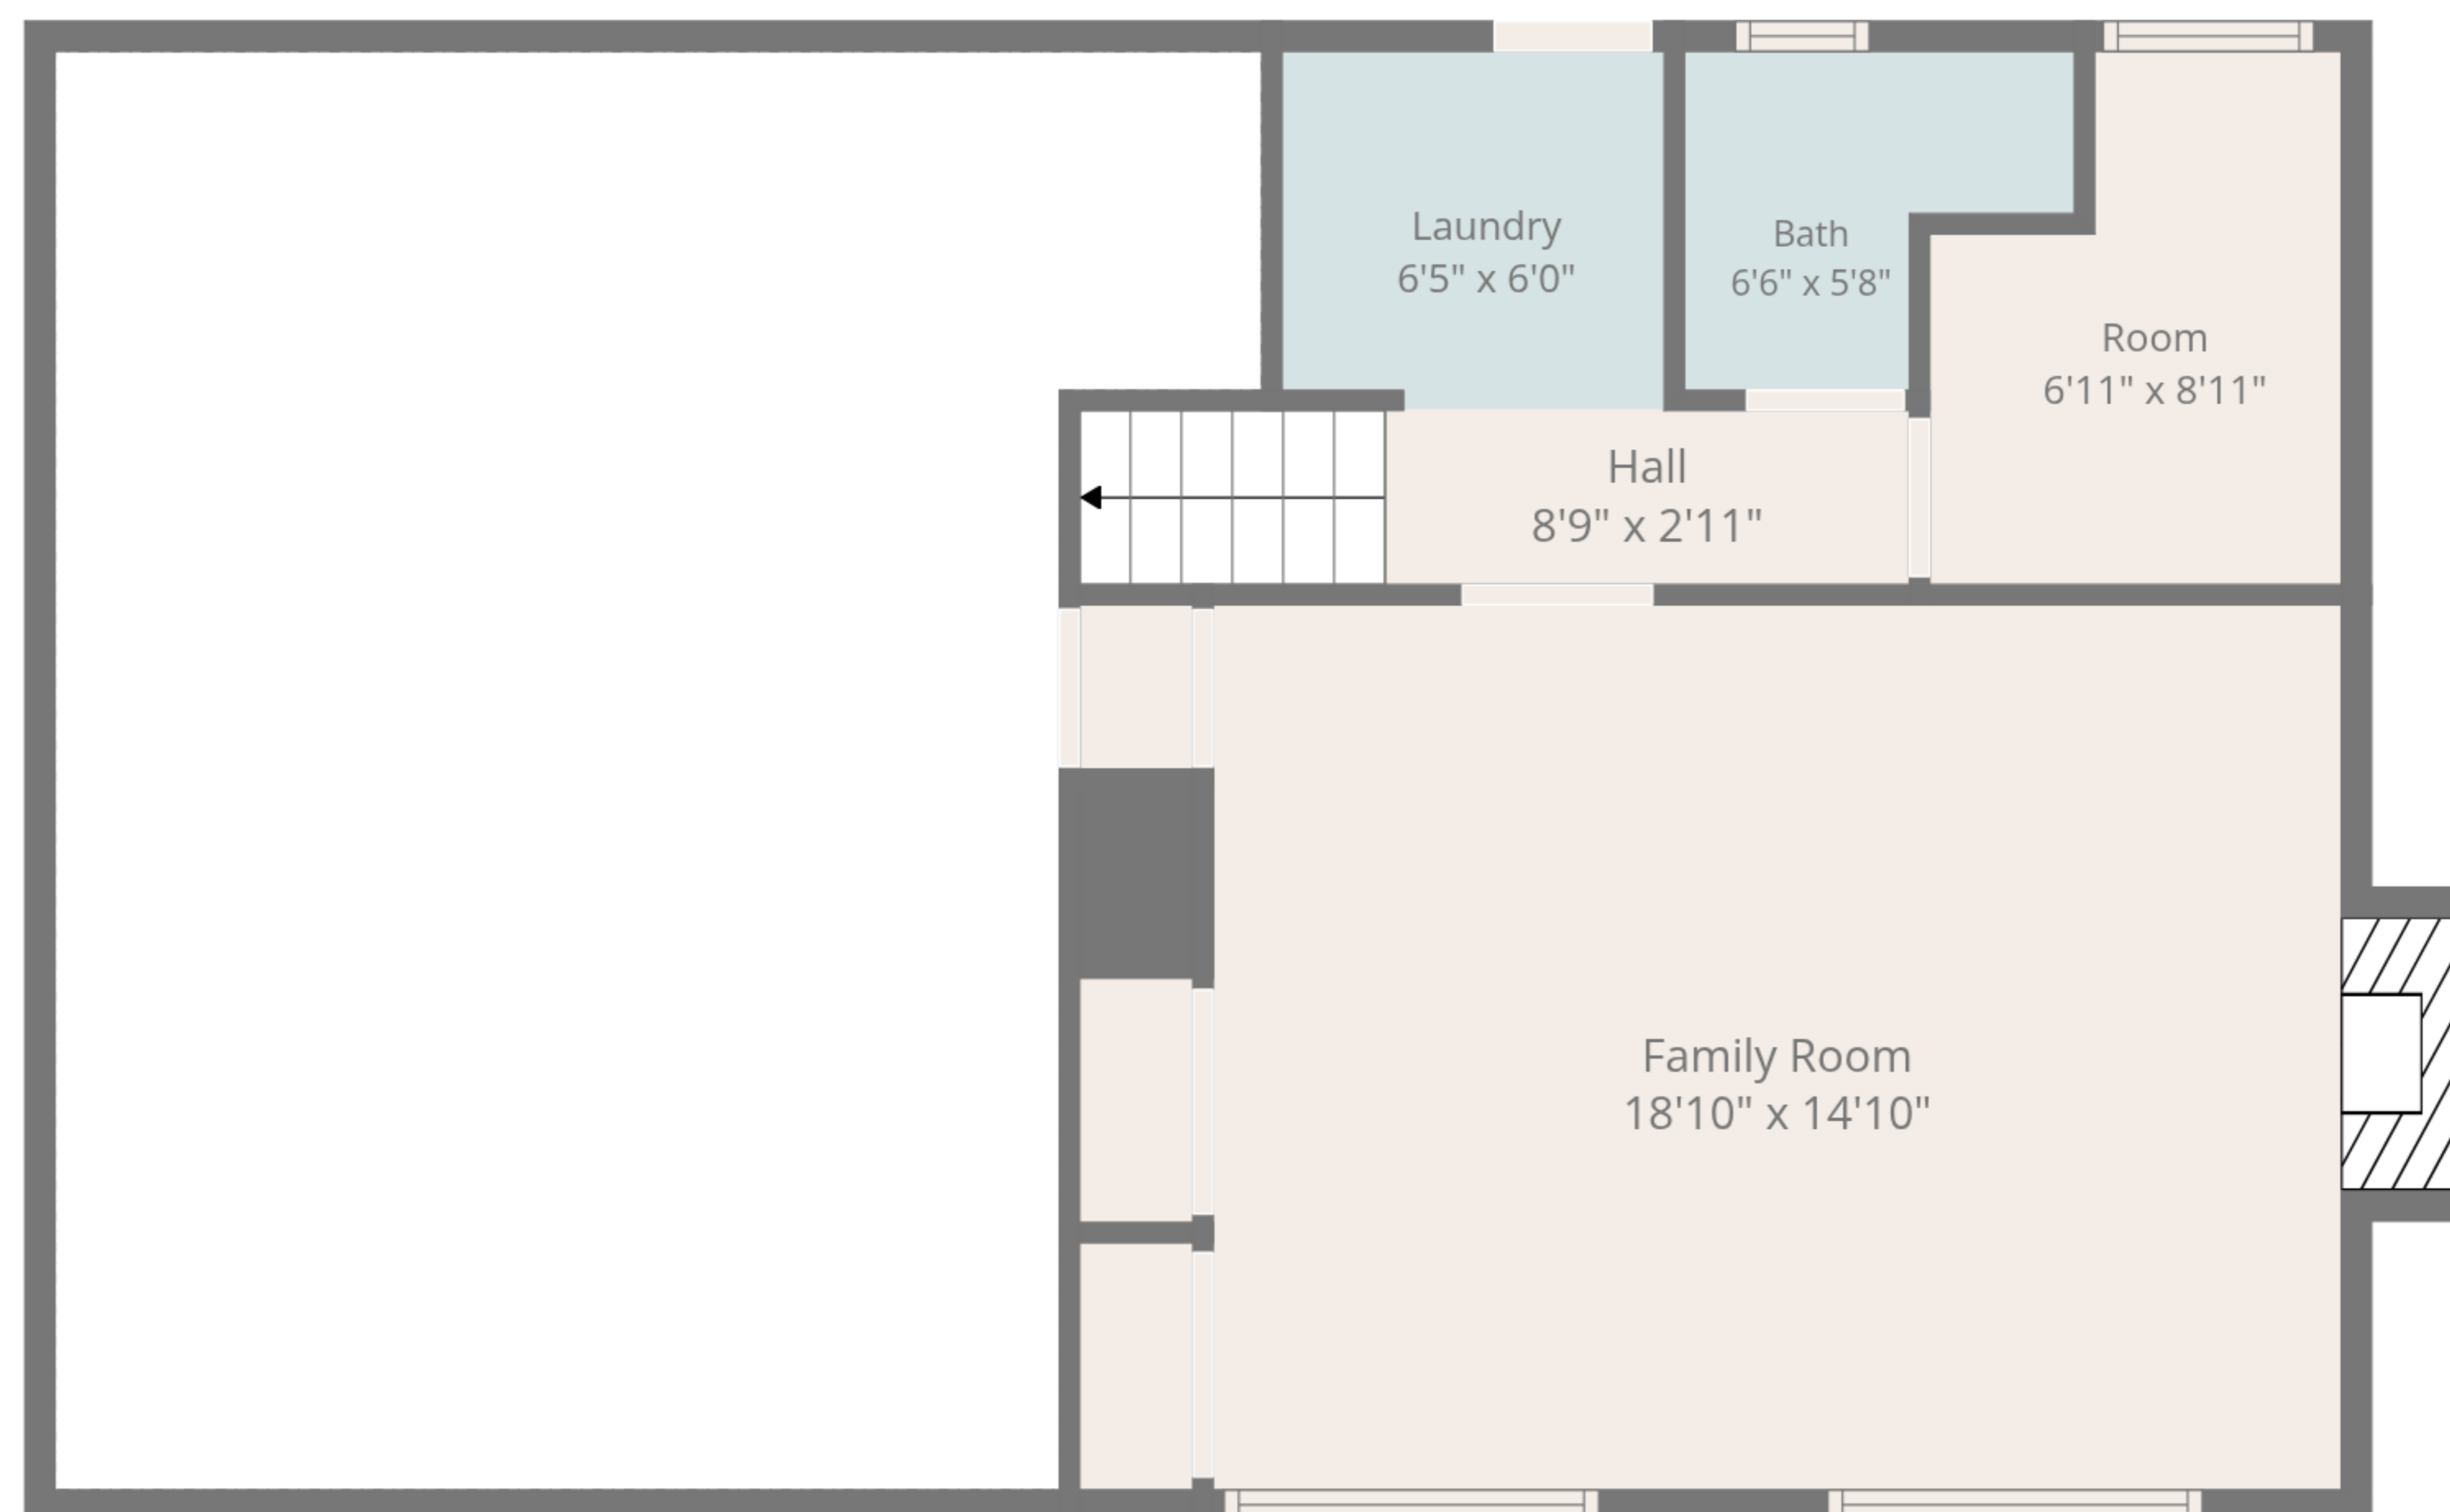 Laundry
6'5" x 6'0"
Bath
6'6" x 5'8"
Room
6'11" x 8'11"
Hall
8'9" x 2'11"
Family Room
18'10" x 14'10"